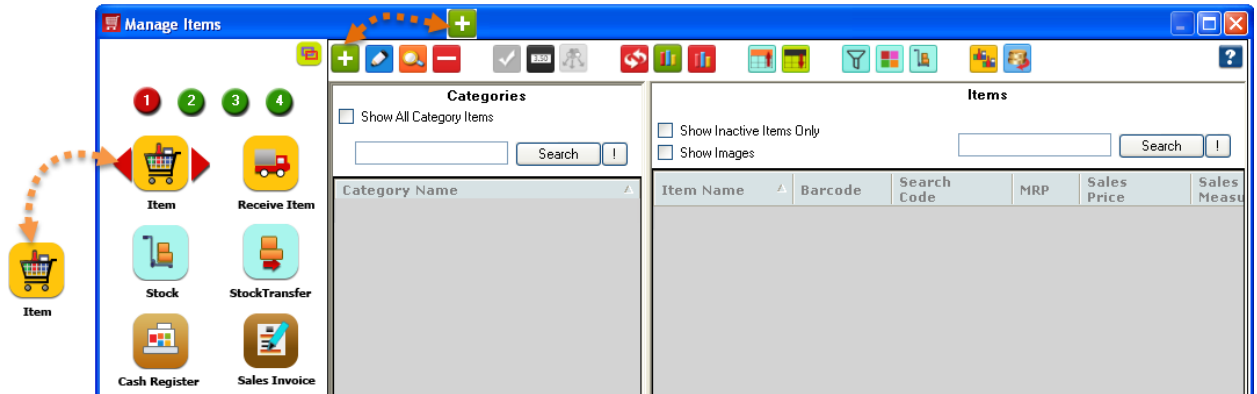 Manage Items
1 2 3 4
Item
Receive Item
Stock
StockTransfer
Cash Register
Sales Invoice
Item
3.50
?
Categories
Show All Category Items
Search !
Category Name
Items
Show Inactive Items Only
Show Images
Search !
Item Name Barcode Search Code MRP Sales Price Sales Measu